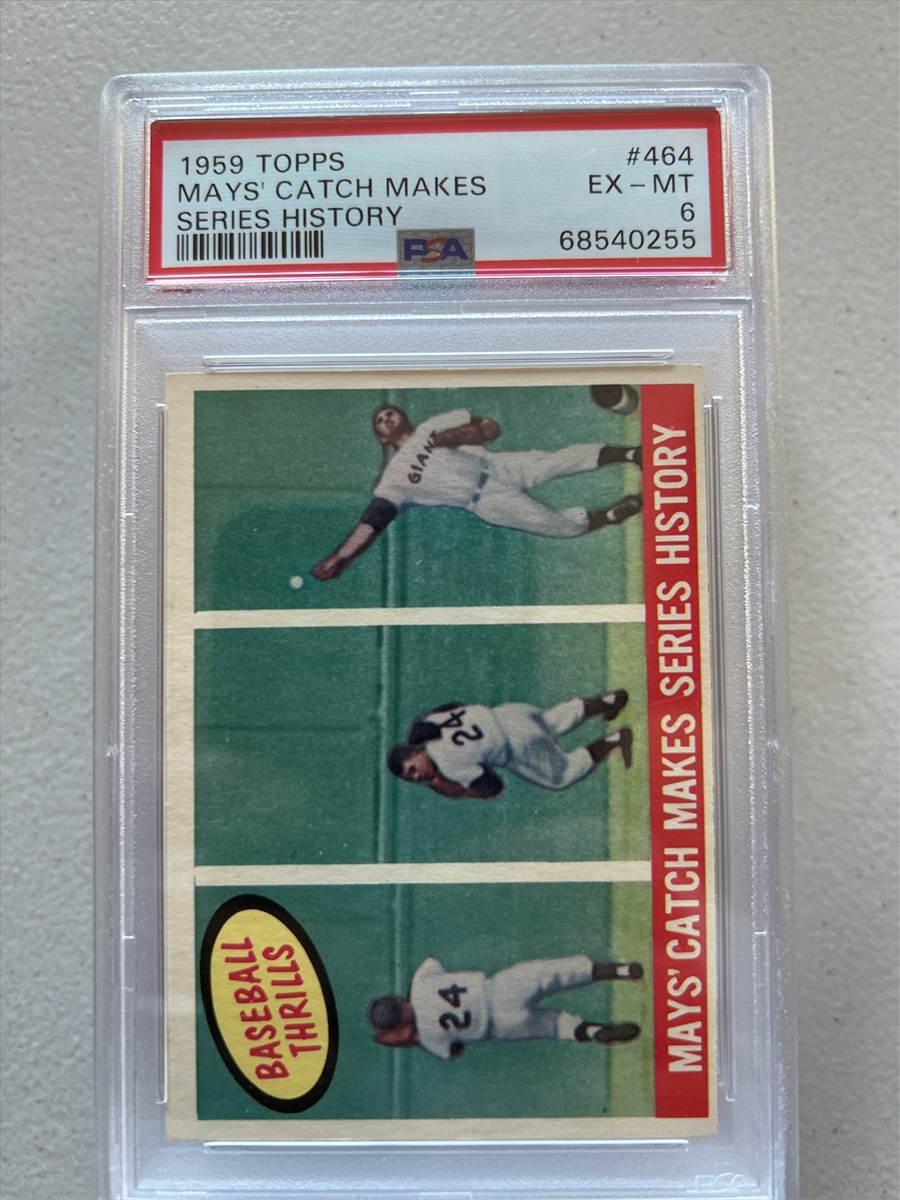 1959 TOPPS
MAYS' CATCH MAKES
SERIES HISTORY
#464
EX – MT
6
68540255
PSA
BASEBALL
THRILLS
24
24
GIANT
MAYS' CATCH MAKES SERIES HISTORY